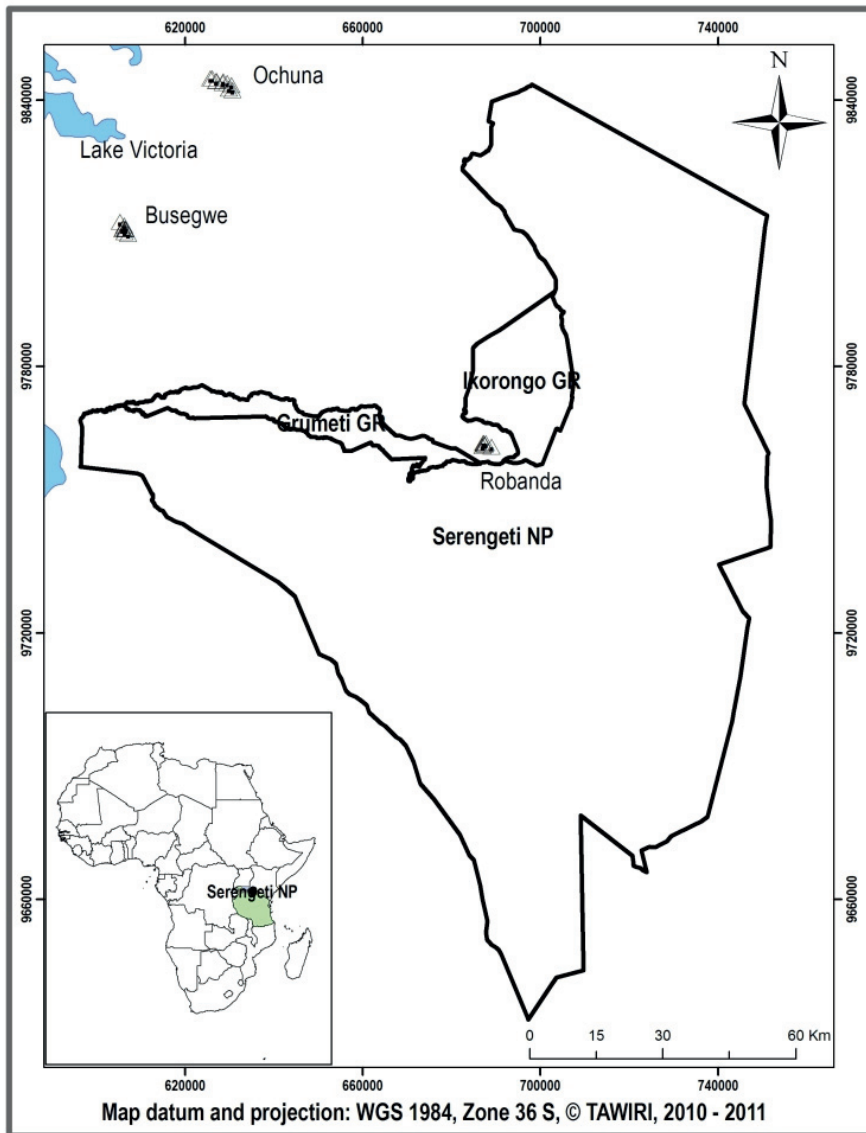 620000 660000 700000 740000
N
Ochuna
9840000 9840000
Lake Victoria
Busegwe
9780000 9780000
Ikorongo GR
Grumeti GR
Robanda
Serengeti NP
9720000 9720000
Serengeti NP
9660000 9660000
0 15 30 60 Km
620000 660000 700000 740000
Map datum and projection: WGS 1984, Zone 36 S, © TAWIRI, 2010 - 2011